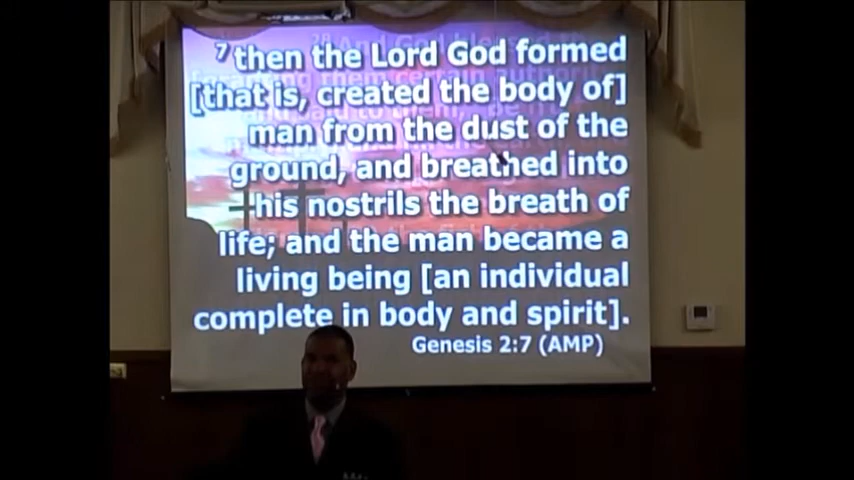 7 then the Lord God formed
[that is, created the body of]
man from the dust of the
ground, and breathed into
his nostrils the breath of
life; and the man became a
living being [an individual
complete in body and spirit].
Genesis 2:7 (AMP)